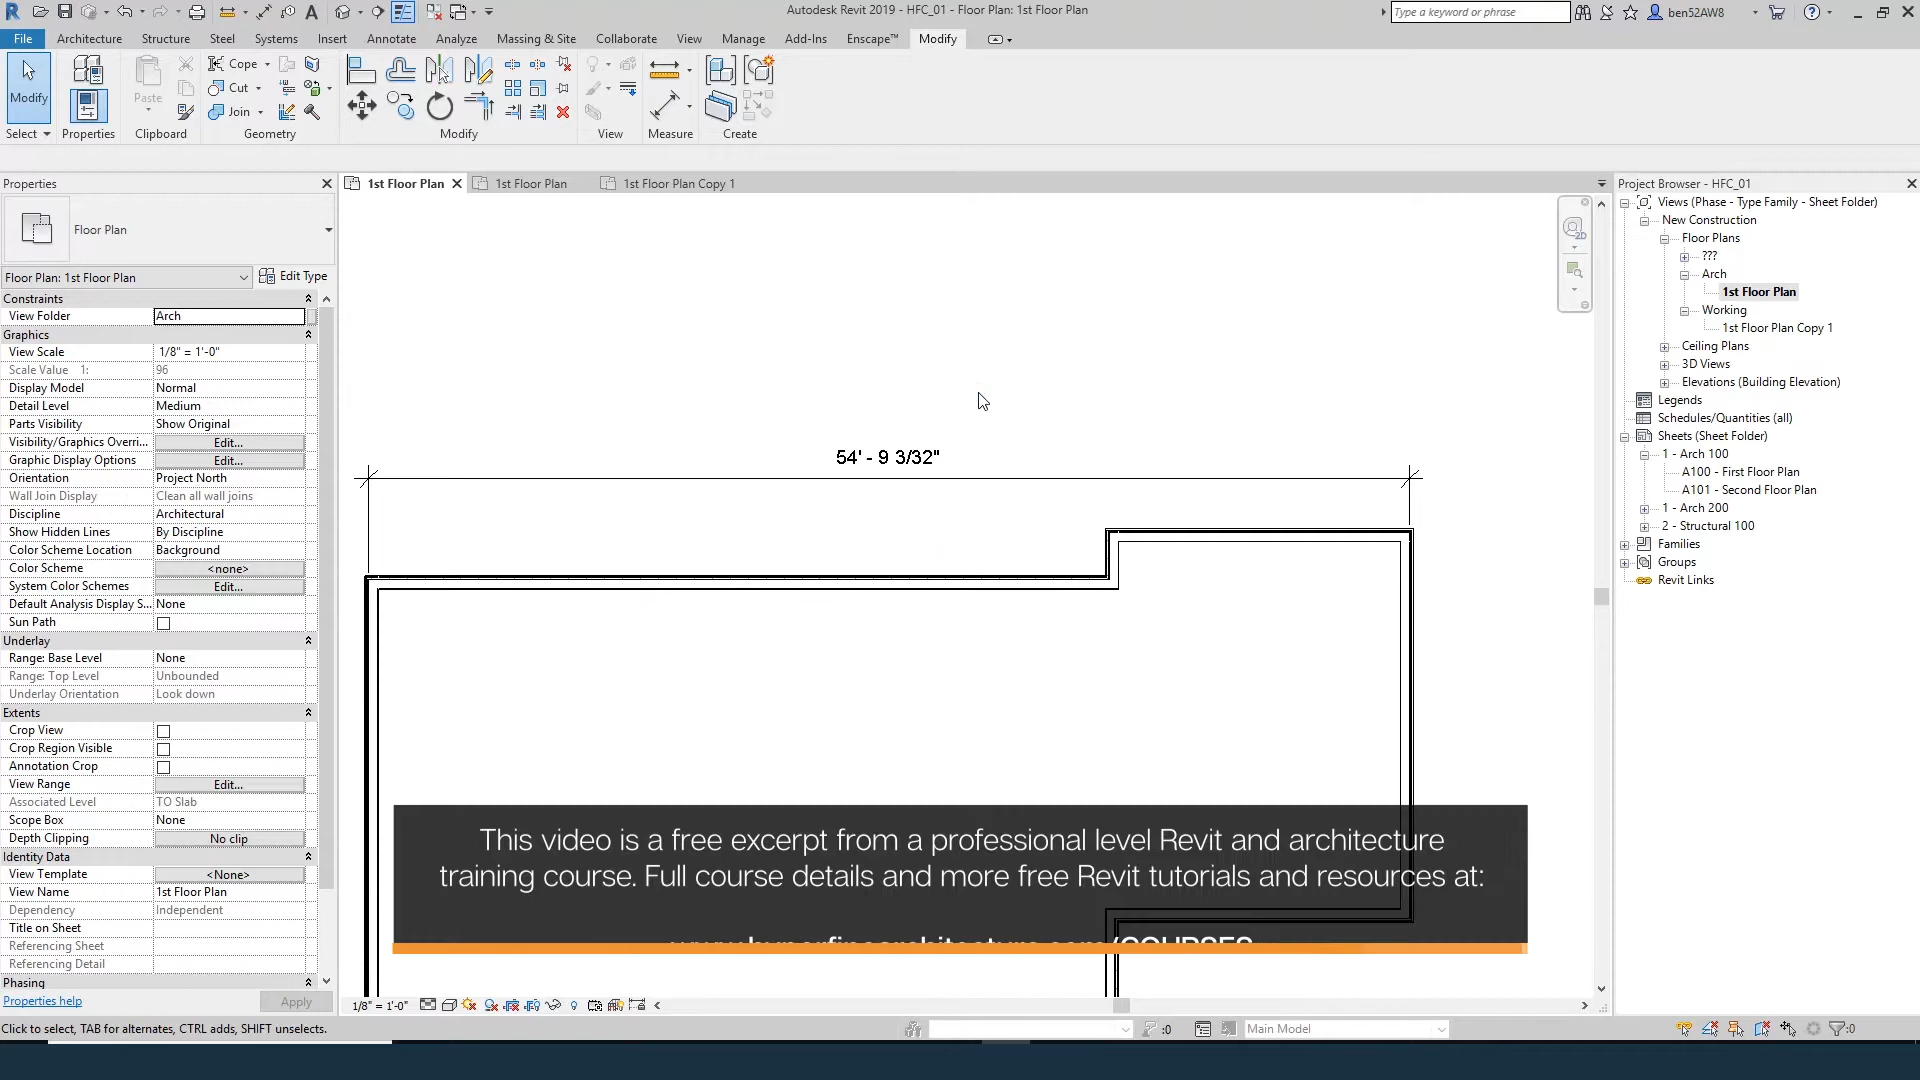 Autodesk Revit 2019 - HFC_01 - Floor Plan: 1st Floor Plan
Type a keyword or phrase
ben52AW8
File Architecture Structure Steel Systems Insert Annotate Analyze Massing & Site Collaborate View Manage Add-Ins Enscape™ Modify
Modify
Paste
Cope
Cut
Join
Select Properties Clipboard Geometry Modify View Measure Create
Properties
1st Floor Plan
1st Floor Plan
1st Floor Plan Copy 1
Project Browser - HFC_01
Floor Plan
Floor Plan: 1st Floor Plan
Edit Type
Constraints
View Folder Arch
Graphics
View Scale 1/8" = 1'-0"
Scale Value 1: 96
Display Model Normal
Detail Level Medium
Parts Visibility Show Original
Visibility/Graphics Overri... Edit...
Graphic Display Options Edit...
Orientation Project North
Wall Join Display Clean all wall joins
Discipline Architectural
Show Hidden Lines By Discipline
Color Scheme Location Background
Color Scheme <none>
System Color Schemes Edit...
Default Analysis Display S... None
Sun Path
Underlay
Range: Base Level None
Range: Top Level Unbounded
Underlay Orientation Look down
Extents
Crop View
Crop Region Visible
Annotation Crop
View Range Edit...
Associated Level TO Slab
Scope Box None
Depth Clipping No clip
Identity Data
View Template <None>
View Name 1st Floor Plan
Dependency Independent
Title on Sheet
Referencing Sheet
Referencing Detail
Phasing
Properties help
Apply
54' - 9 3/32"
2D
This video is a free excerpt from a professional level Revit and architecture
training course. Full course details and more free Revit tutorials and resources at:
www.hyperfinearchitecture.com/COURSES
Views (Phase - Type Family - Sheet Folder)
New Construction
Floor Plans
???
Arch
1st Floor Plan
Working
1st Floor Plan Copy 1
Ceiling Plans
3D Views
Elevations (Building Elevation)
Legends
Schedules/Quantities (all)
Sheets (Sheet Folder)
1 - Arch 100
A100 - First Floor Plan
A101 - Second Floor Plan
1 - Arch 200
2 - Structural 100
Families
Groups
Revit Links
1/8" = 1'-0"
Click to select, TAB for alternates, CTRL adds, SHIFT unselects.
:0
Main Model
:0